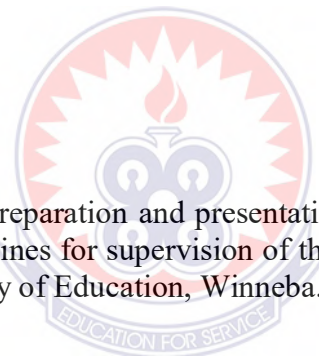 reparation and presentati
ines for supervision of th
y of Education, Winneba.
EDUCATION FOR SERVICE